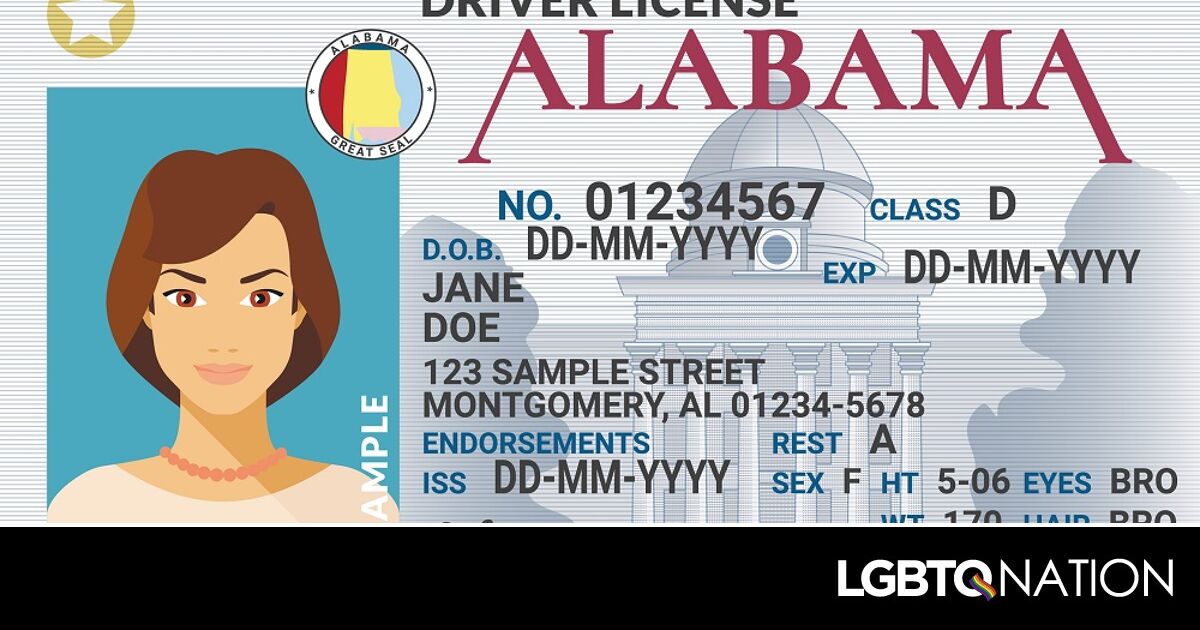 DRIVER LICENSE
ALABAMA
ALABAMA
GREAT SEAL
NO. 01234567 CLASS D
D.O.B. DD-MM-YYYY
EXP DD-MM-YYYY
JANE
DOE
123 SAMPLE STREET
MONTGOMERY, AL 01234-5678
ENDORSEMENTS REST A
ISS DD-MM-YYYY SEX F HT 5-06 EYES BRO
WT 170 HAIR BRO
AMPLE
LGBTQNATION